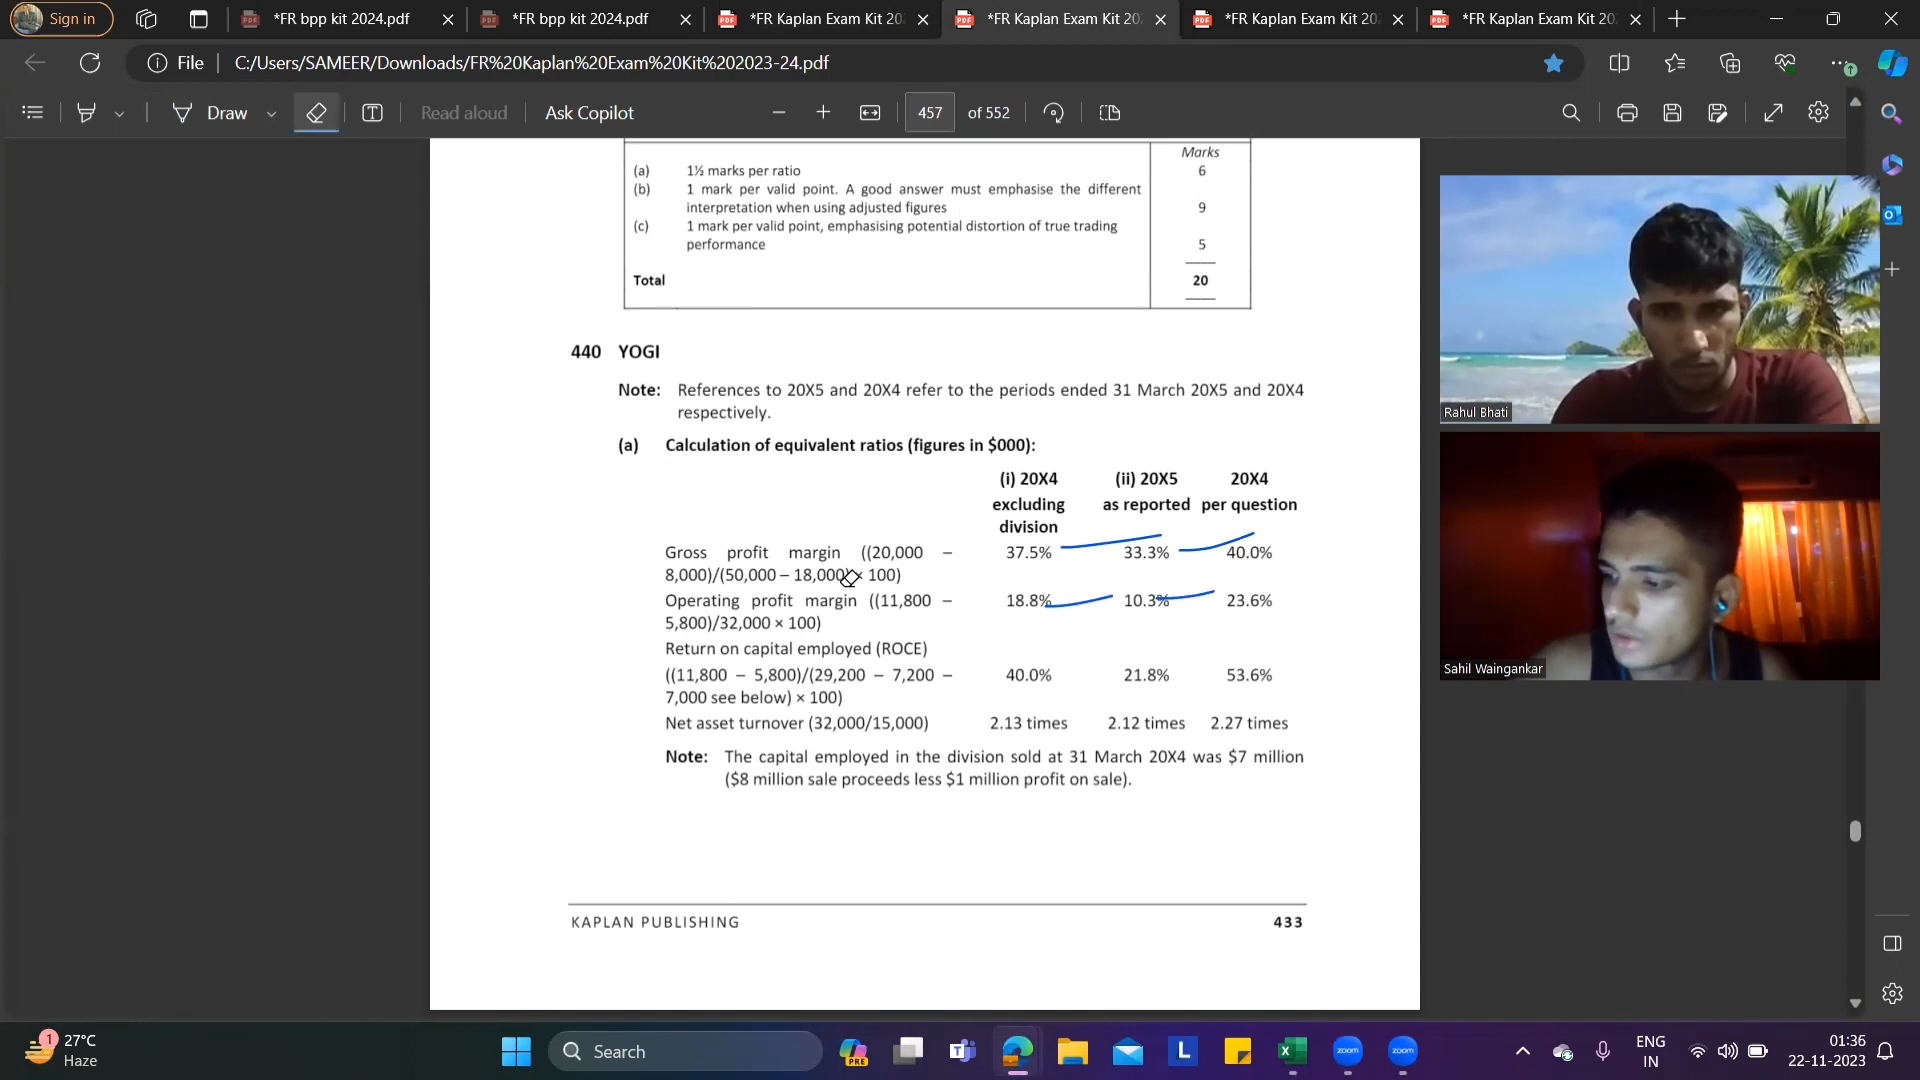 Sign in
*FR bpp kit 2024.pdf
*FR bpp kit 2024.pdf
*FR Kaplan Exam Kit 20
*FR Kaplan Exam Kit 20
*FR Kaplan Exam Kit 20
*FR Kaplan Exam Kit 20
File
C:/Users/SAMEER/Downloads/FR%20Kaplan%20Exam%20Kit%202023-24.pdf
Draw
Read aloud
Ask Copilot
457 of 552
Marks
(a) 1½ marks per ratio 6
(b) 1 mark per valid point. A good answer must emphasise the different
interpretation when using adjusted figures 9
(c) 1 mark per valid point, emphasising potential distortion of true trading
performance 5
Total 20
440 YOGI
Note: References to 20X5 and 20X4 refer to the periods ended 31 March 20X5 and 20X4
respectively.
(a) Calculation of equivalent ratios (figures in $000):
(i) 20X4 (ii) 20X5 20X4
excluding as reported per question
division
Gross profit margin ((20,000 – 37.5% 33.3% 40.0%
8,000)/(50,000 – 18,000) × 100)
Operating profit margin ((11,800 – 18.8% 10.3% 23.6%
5,800)/32,000 × 100)
Return on capital employed (ROCE)
((11,800 – 5,800)/(29,200 – 7,200 – 40.0% 21.8% 53.6%
7,000 see below) × 100)
Net asset turnover (32,000/15,000) 2.13 times 2.12 times 2.27 times
Note: The capital employed in the division sold at 31 March 20X4 was $7 million
($8 million sale proceeds less $1 million profit on sale).
KAPLAN PUBLISHING 433
Rahul Bhati
Sahil Waingankar
1
27°C
Haze
Search
PRE
L
zoom
zoom
ENG
IN
01:36
22-11-2023